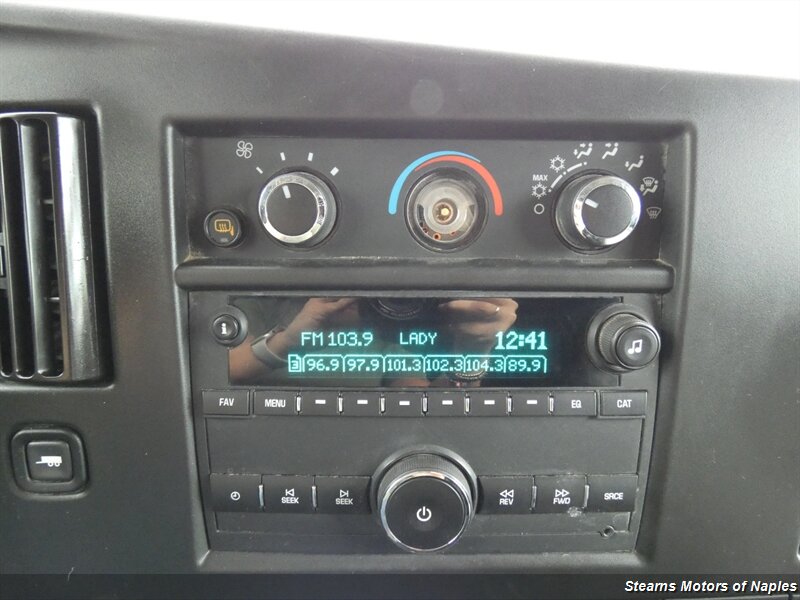 MAX
i
FM 103.9 LADY 12:41
3 96.9 97.9 101.3 102.3 104.3 89.9
FAV MENU EQ CAT
SEEK SEEK REV FWD SRCE
Stearns Motors of Naples